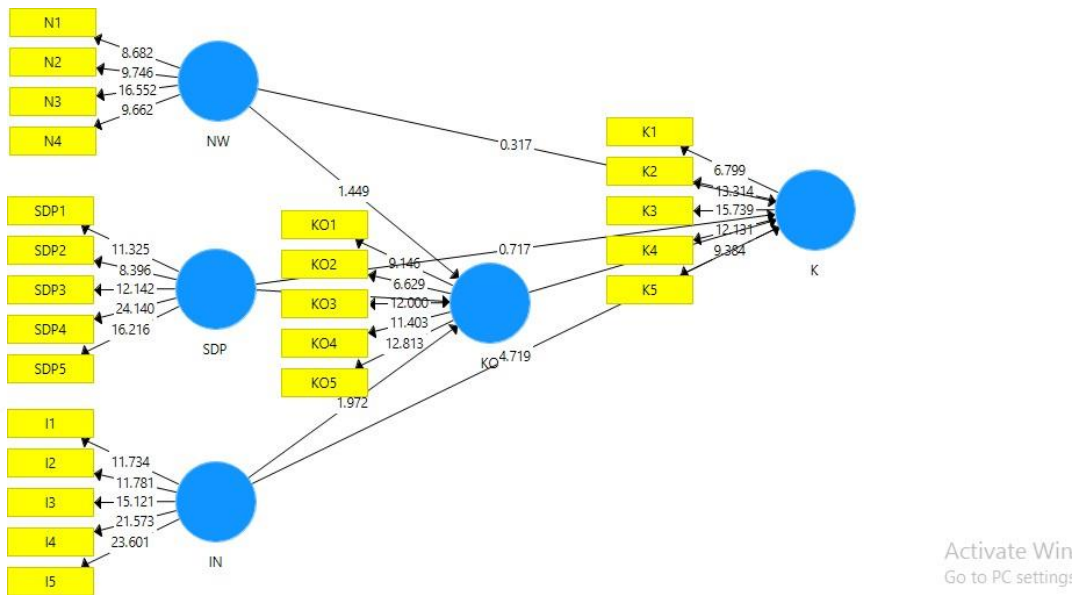 N1
N2
N3
N4
8.682
9.746
16.552
9.662
NW
0.317
1.449
SDP1
SDP2
SDP3
SDP4
SDP5
11.325
8.396
12.142
24.140
16.216
SDP
0.717
KO1
KO2
KO3
KO4
KO5
9.146
6.629
12.000
11.403
12.813
KO
4.719
1.972
K1
K2
K3
K4
K5
6.799
13.314
15.739
12.131
9.384
K
I1
I2
I3
I4
I5
11.734
11.781
15.121
21.573
23.601
IN
Activate Win
Go to PC settings